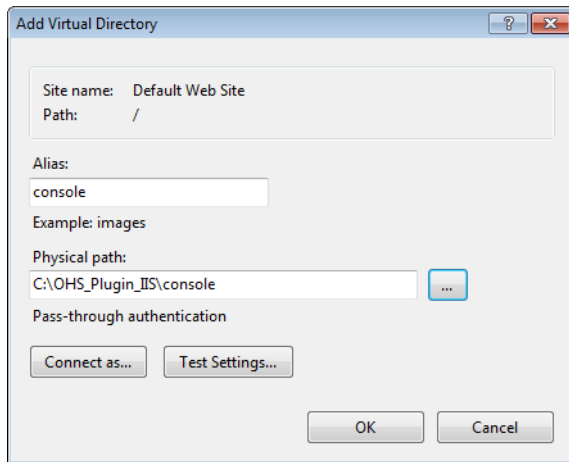 Add Virtual Directory
Site name: Default Web Site
Path: /
Alias:
console
Example: images
Physical path:
C:\OHS_Plugin_IIS\console
...
Pass-through authentication
Connect as... Test Settings...
OK Cancel